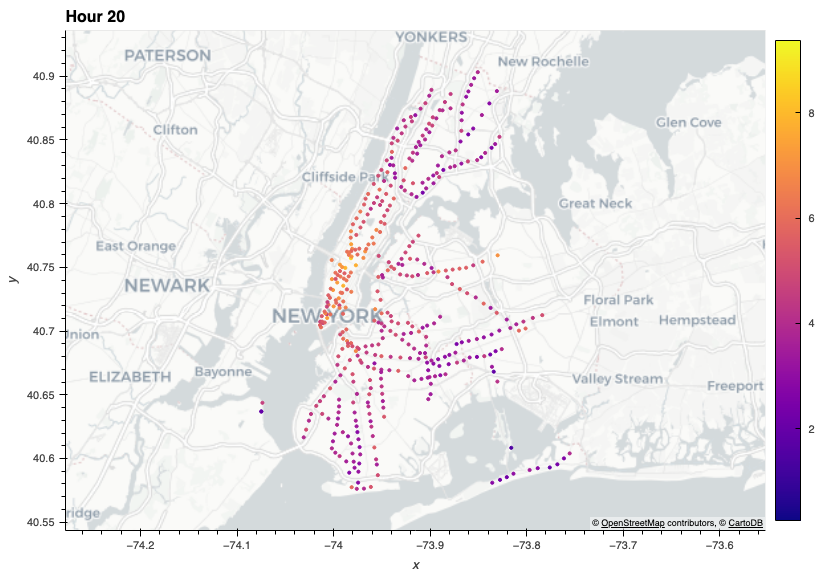 Hour 20
YONKERS
PATERSON
New Rochelle
Glen Cove
Clifton
Cliffside Park
Great Neck
East Orange
NEWARK
Floral Park
NEW YORK
Elmont
Hempstead
Union
ELIZABETH
Bayonne
Valley Stream
Freeport
ridge
© OpenStreetMap contributors, © CartoDB
40.9
40.85
40.8
40.75
40.7
40.65
40.6
40.55
y
−74.2
−74.1
−74
−73.9
−73.8
−73.7
−73.6
x
8
6
4
2